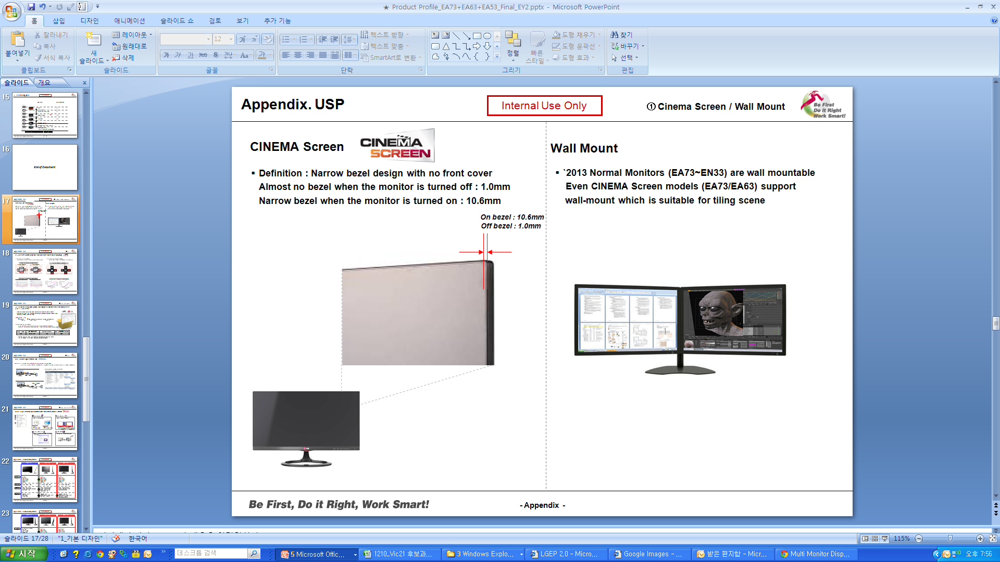 ★ Product Profile_EA73+EA63+EA53_Final_EY2.pptx - Microsoft PowerPoint
홈 삽입 디자인 애니메이션 슬라이드 쇼 검토 보기 추가 기능
붙여넣기
잘라내기
복사
서식 복사
클립보드
새 슬라이드
레이아웃
원래대로
삭제
슬라이드
12
글꼴
텍스트 방향
텍스트 맞춤
SmartArt로 변환
단락
정렬
빠른 스타일
도형 채우기
도형 윤곽선
도형 효과
그리기
찾기
바꾸기
선택
편집
슬라이드 개요
15
16
End of Document
17
18
19
20
21
22
23
Appendix. USP
Internal Use Only
① Cinema Screen / Wall Mount
Be First
Do it Right
Work Smart!
CINEMA Screen
CINEMA
SCREEN
▪ Definition : Narrow bezel design with no front cover
Almost no bezel when the monitor is turned off : 1.0mm
Narrow bezel when the monitor is turned on : 10.6mm
On bezel : 10.6mm
Off bezel : 1.0mm
Wall Mount
▪ `2013 Normal Monitors (EA73~EN33) are wall mountable
Even CINEMA Screen models (EA73/EA63) support
wall-mount which is suitable for tiling scene
Be First, Do it Right, Work Smart!
- Appendix -
슬라이드 17/28 "1_기본 디자인" 한국어 115%
시작
데스크톱 검색
5 Microsoft Offic...
1210_Vic21 후보과...
3 Windows Explo...
LGEP 2,0 - Micro...
Google Images - ...
받은 편지함 - Micr...
Multi Monitor Disp...
오후 7:56